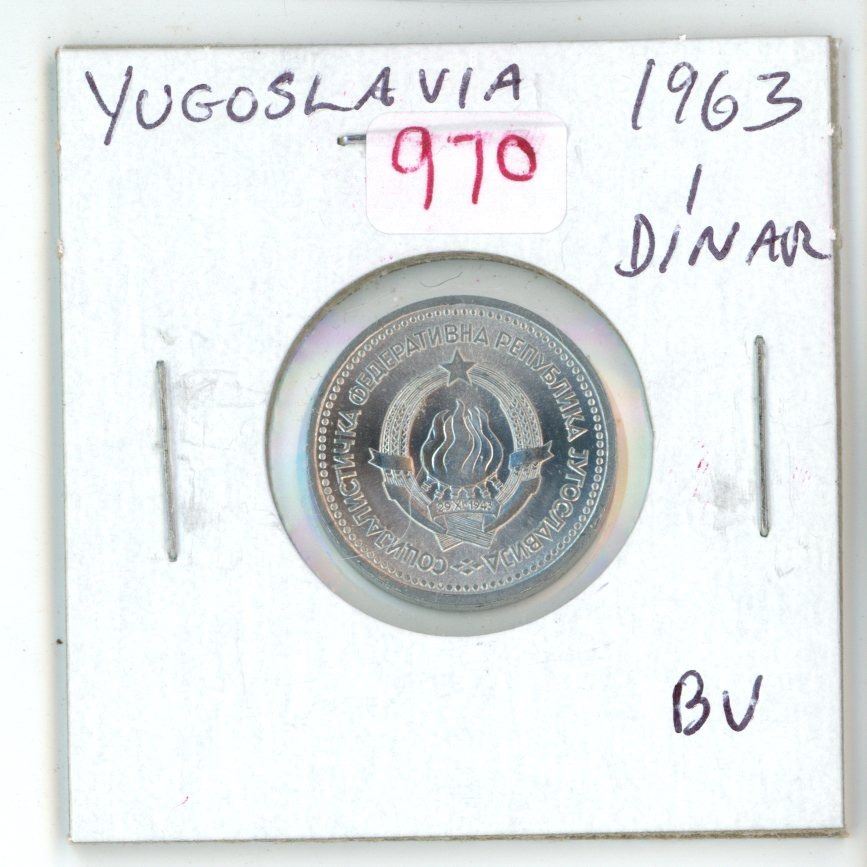 YUGOSLAVIA 1963
970
1
DINAR
СОЦИЈАЛИСТИЧКА ФЕДЕРАТИВНА РЕПУБЛИКА ЈУГОСЛАВИЈА
29·XI·1943
BU